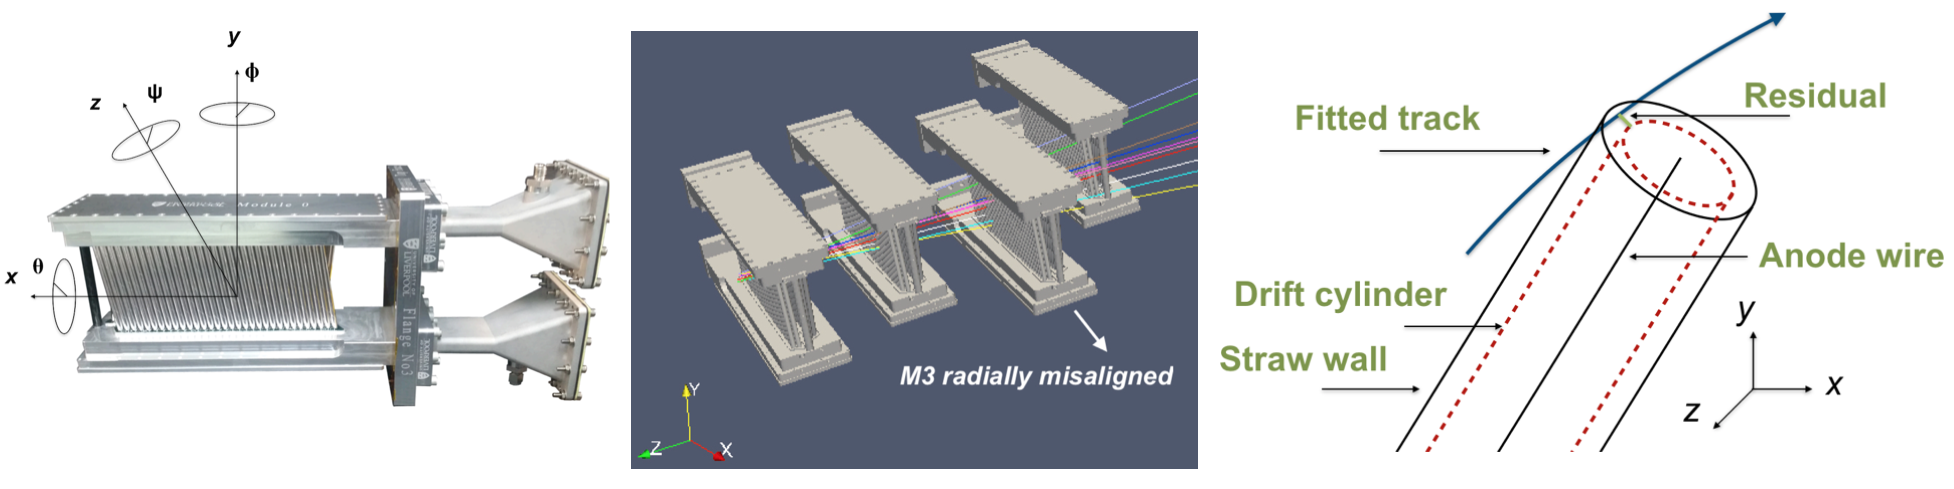 y
ϕ
z
ψ
θ
x
Module 0
Flange No3
M3 radially misaligned
Y
Z
X
Fitted track
Residual
Anode wire
Drift cylinder
Straw wall
y
x
z